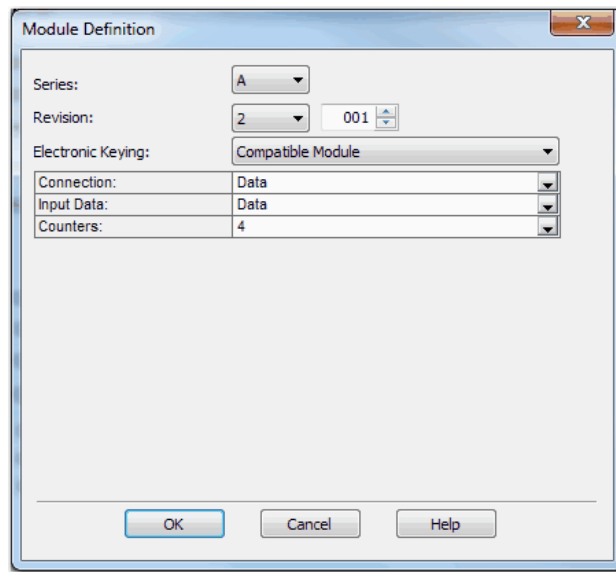 Module Definition
Series: A
Revision: 2 001
Electronic Keying: Compatible Module
Connection: Data
Input Data: Data
Counters: 4
OK Cancel Help